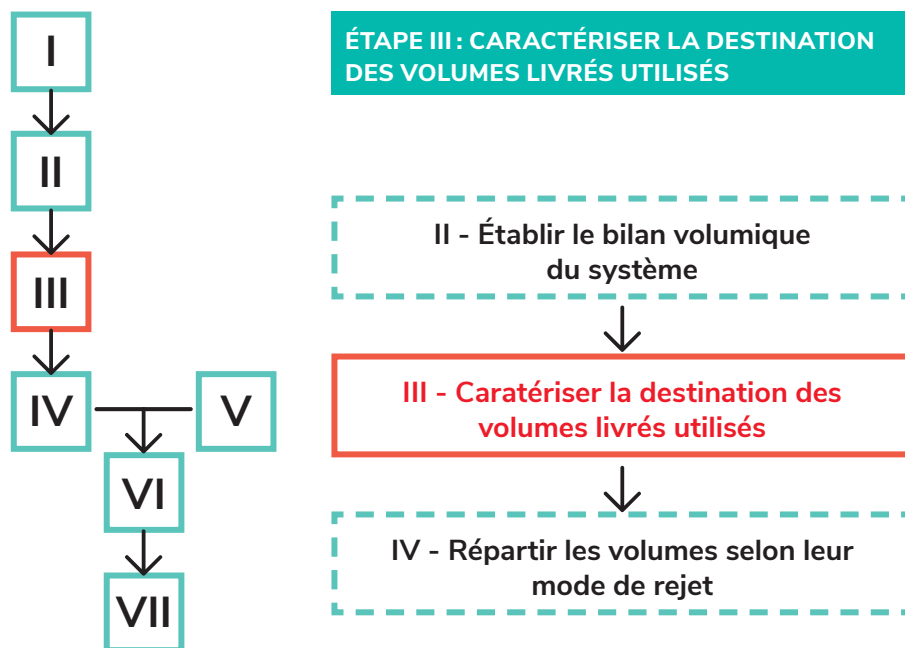 I
II
III
IV
V
VI
VII
ÉTAPE III : CARACTÉRISER LA DESTINATION
DES VOLUMES LIVRÉS UTILISÉS
II - Établir le bilan volumique
du système
III - Caratériser la destination des
volumes livrés utilisés
IV - Répartir les volumes selon leur
mode de rejet